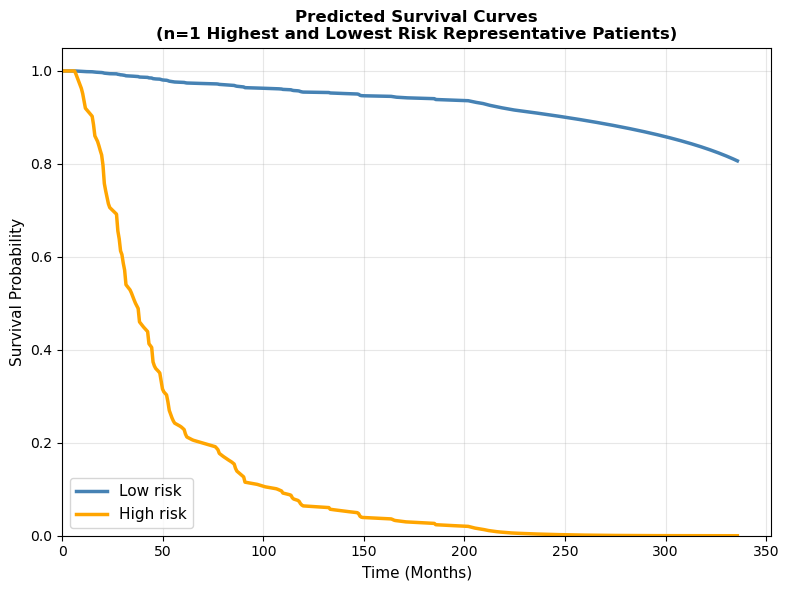 Predicted Survival Curves
(n=1 Highest and Lowest Risk Representative Patients)
Survival Probability
1.0
0.8
0.6
0.4
0.2
0.0
Low risk
High risk
0 50 100 150 200 250 300 350
Time (Months)